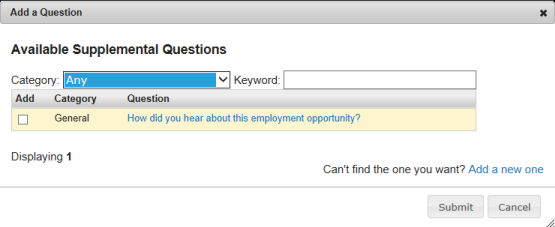 Add a Question
Available Supplemental Questions
Category: Any Keyword:
Add Category Question
General How did you hear about this employment opportunity?
Displaying 1
Can't find the one you want? Add a new one
Submit Cancel